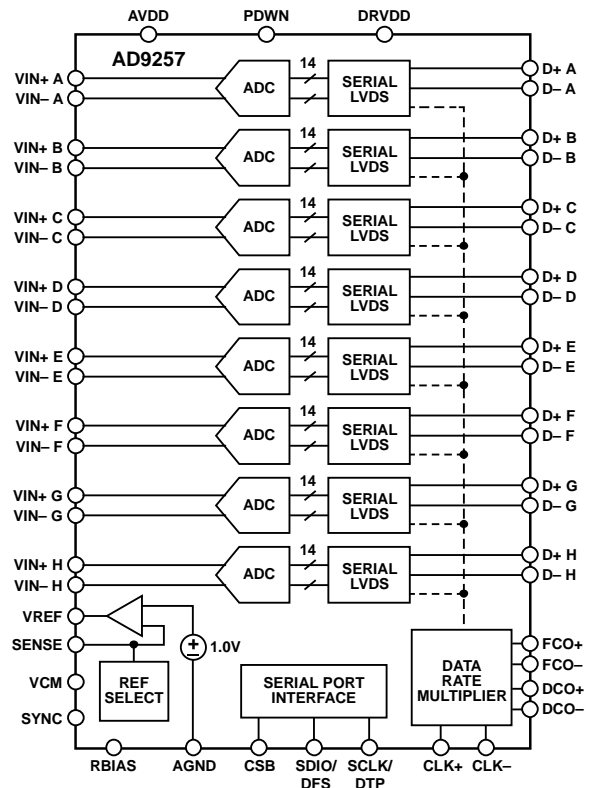 AVDD PDWN DRVDD
AD9257
VIN+ A
VIN– A
ADC
14
SERIAL
LVDS
D+ A
D– A
VIN+ B
VIN– B
ADC
14
SERIAL
LVDS
D+ B
D– B
VIN+ C
VIN– C
ADC
14
SERIAL
LVDS
D+ C
D– C
VIN+ D
VIN– D
ADC
14
SERIAL
LVDS
D+ D
D– D
VIN+ E
VIN– E
ADC
14
SERIAL
LVDS
D+ E
D– E
VIN+ F
VIN– F
ADC
14
SERIAL
LVDS
D+ F
D– F
VIN+ G
VIN– G
ADC
14
SERIAL
LVDS
D+ G
D– G
VIN+ H
VIN– H
ADC
14
SERIAL
LVDS
D+ H
D– H
VREF
SENSE
VCM
SYNC
1.0V
REF
SELECT
SERIAL PORT
INTERFACE
DATA
RATE
MULTIPLIER
FCO+
FCO–
DCO+
DCO–
RBIAS AGND CSB SDIO/
DFS
SCLK/
DTP
CLK+ CLK–